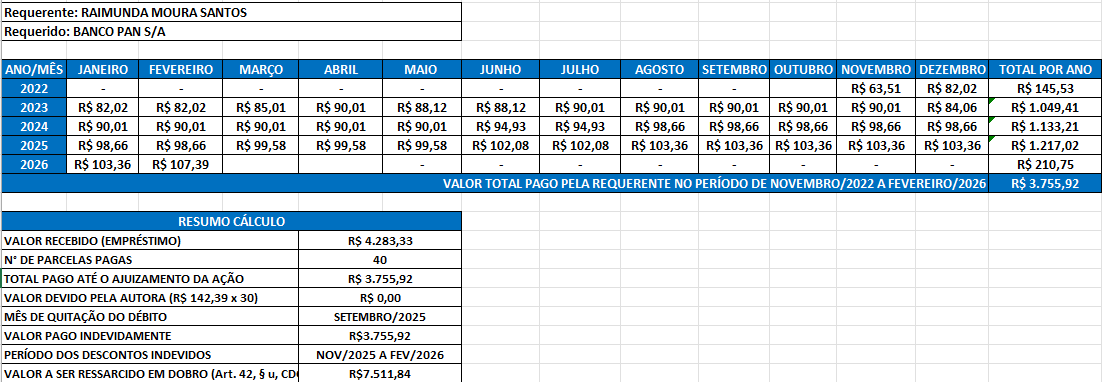 Requerente: RAIMUNDA MOURA SANTOS
Requerido: BANCO PAN S/A
ANO/MÊS JANEIRO FEVEREIRO MARÇO ABRIL MAIO JUNHO JULHO AGOSTO SETEMBRO OUTUBRO NOVEMBRO DEZEMBRO TOTAL POR ANO
2022 - - - - - - - - - R$ 63,51 R$ 82,02 R$ 145,53
2023 R$ 82,02 R$ 82,02 R$ 85,01 R$ 90,01 R$ 88,12 R$ 88,12 R$ 90,01 R$ 90,01 R$ 90,01 R$ 90,01 R$ 90,01 R$ 84,06 R$ 1.049,41
2024 R$ 90,01 R$ 90,01 R$ 90,01 R$ 90,01 R$ 90,01 R$ 94,93 R$ 94,93 R$ 98,66 R$ 98,66 R$ 98,66 R$ 98,66 R$ 98,66 R$ 1.133,21
2025 R$ 98,66 R$ 98,66 R$ 99,58 R$ 99,58 R$ 99,58 R$ 102,08 R$ 102,08 R$ 103,36 R$ 103,36 R$ 103,36 R$ 103,36 R$ 103,36 R$ 1.217,02
2026 R$ 103,36 R$ 107,39 - - - - - - - - R$ 210,75
VALOR TOTAL PAGO PELA REQUERENTE NO PERÍODO DE NOVEMBRO/2022 A FEVEREIRO/2026 R$ 3.755,92
RESUMO CÁLCULO
VALOR RECEBIDO (EMPRÉSTIMO) R$ 4.283,33
N° DE PARCELAS PAGAS 40
TOTAL PAGO ATÉ O AJUIZAMENTO DA AÇÃO R$ 3.755,92
VALOR DEVIDO PELA AUTORA (R$ 142,39 x 30) R$ 0,00
MÊS DE QUITAÇÃO DO DÉBITO SETEMBRO/2025
VALOR PAGO INDEVIDAMENTE R$3.755,92
PERÍODO DOS DESCONTOS INDEVIDOS NOV/2025 A FEV/2026
VALOR A SER RESSARCIDO EM DOBRO (Art. 42, § u, CD R$7.511,84